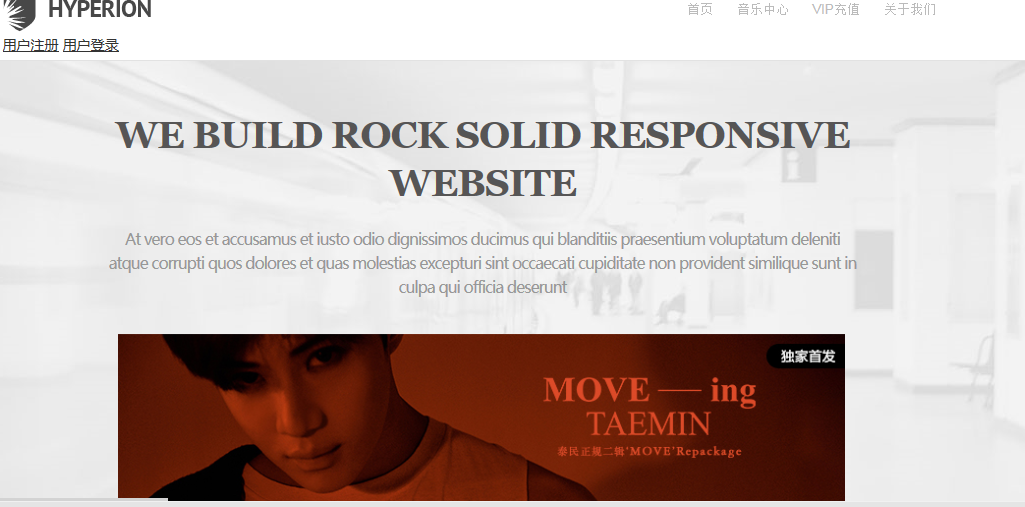 HYPERION
首页 音乐中心 VIP充值 关于我们
用户注册 用户登录
WE BUILD ROCK SOLID RESPONSIVE
WEBSITE
At vero eos et accusamus et iusto odio dignissimos ducimus qui blanditiis praesentium voluptatum deleniti
atque corrupti quos dolores et quas molestias excepturi sint occaecati cupiditate non provident similique sunt in
culpa qui officia deserunt
独家首发
MOVE — ing
TAEMIN
泰民正規二辑'MOVE'Repackage